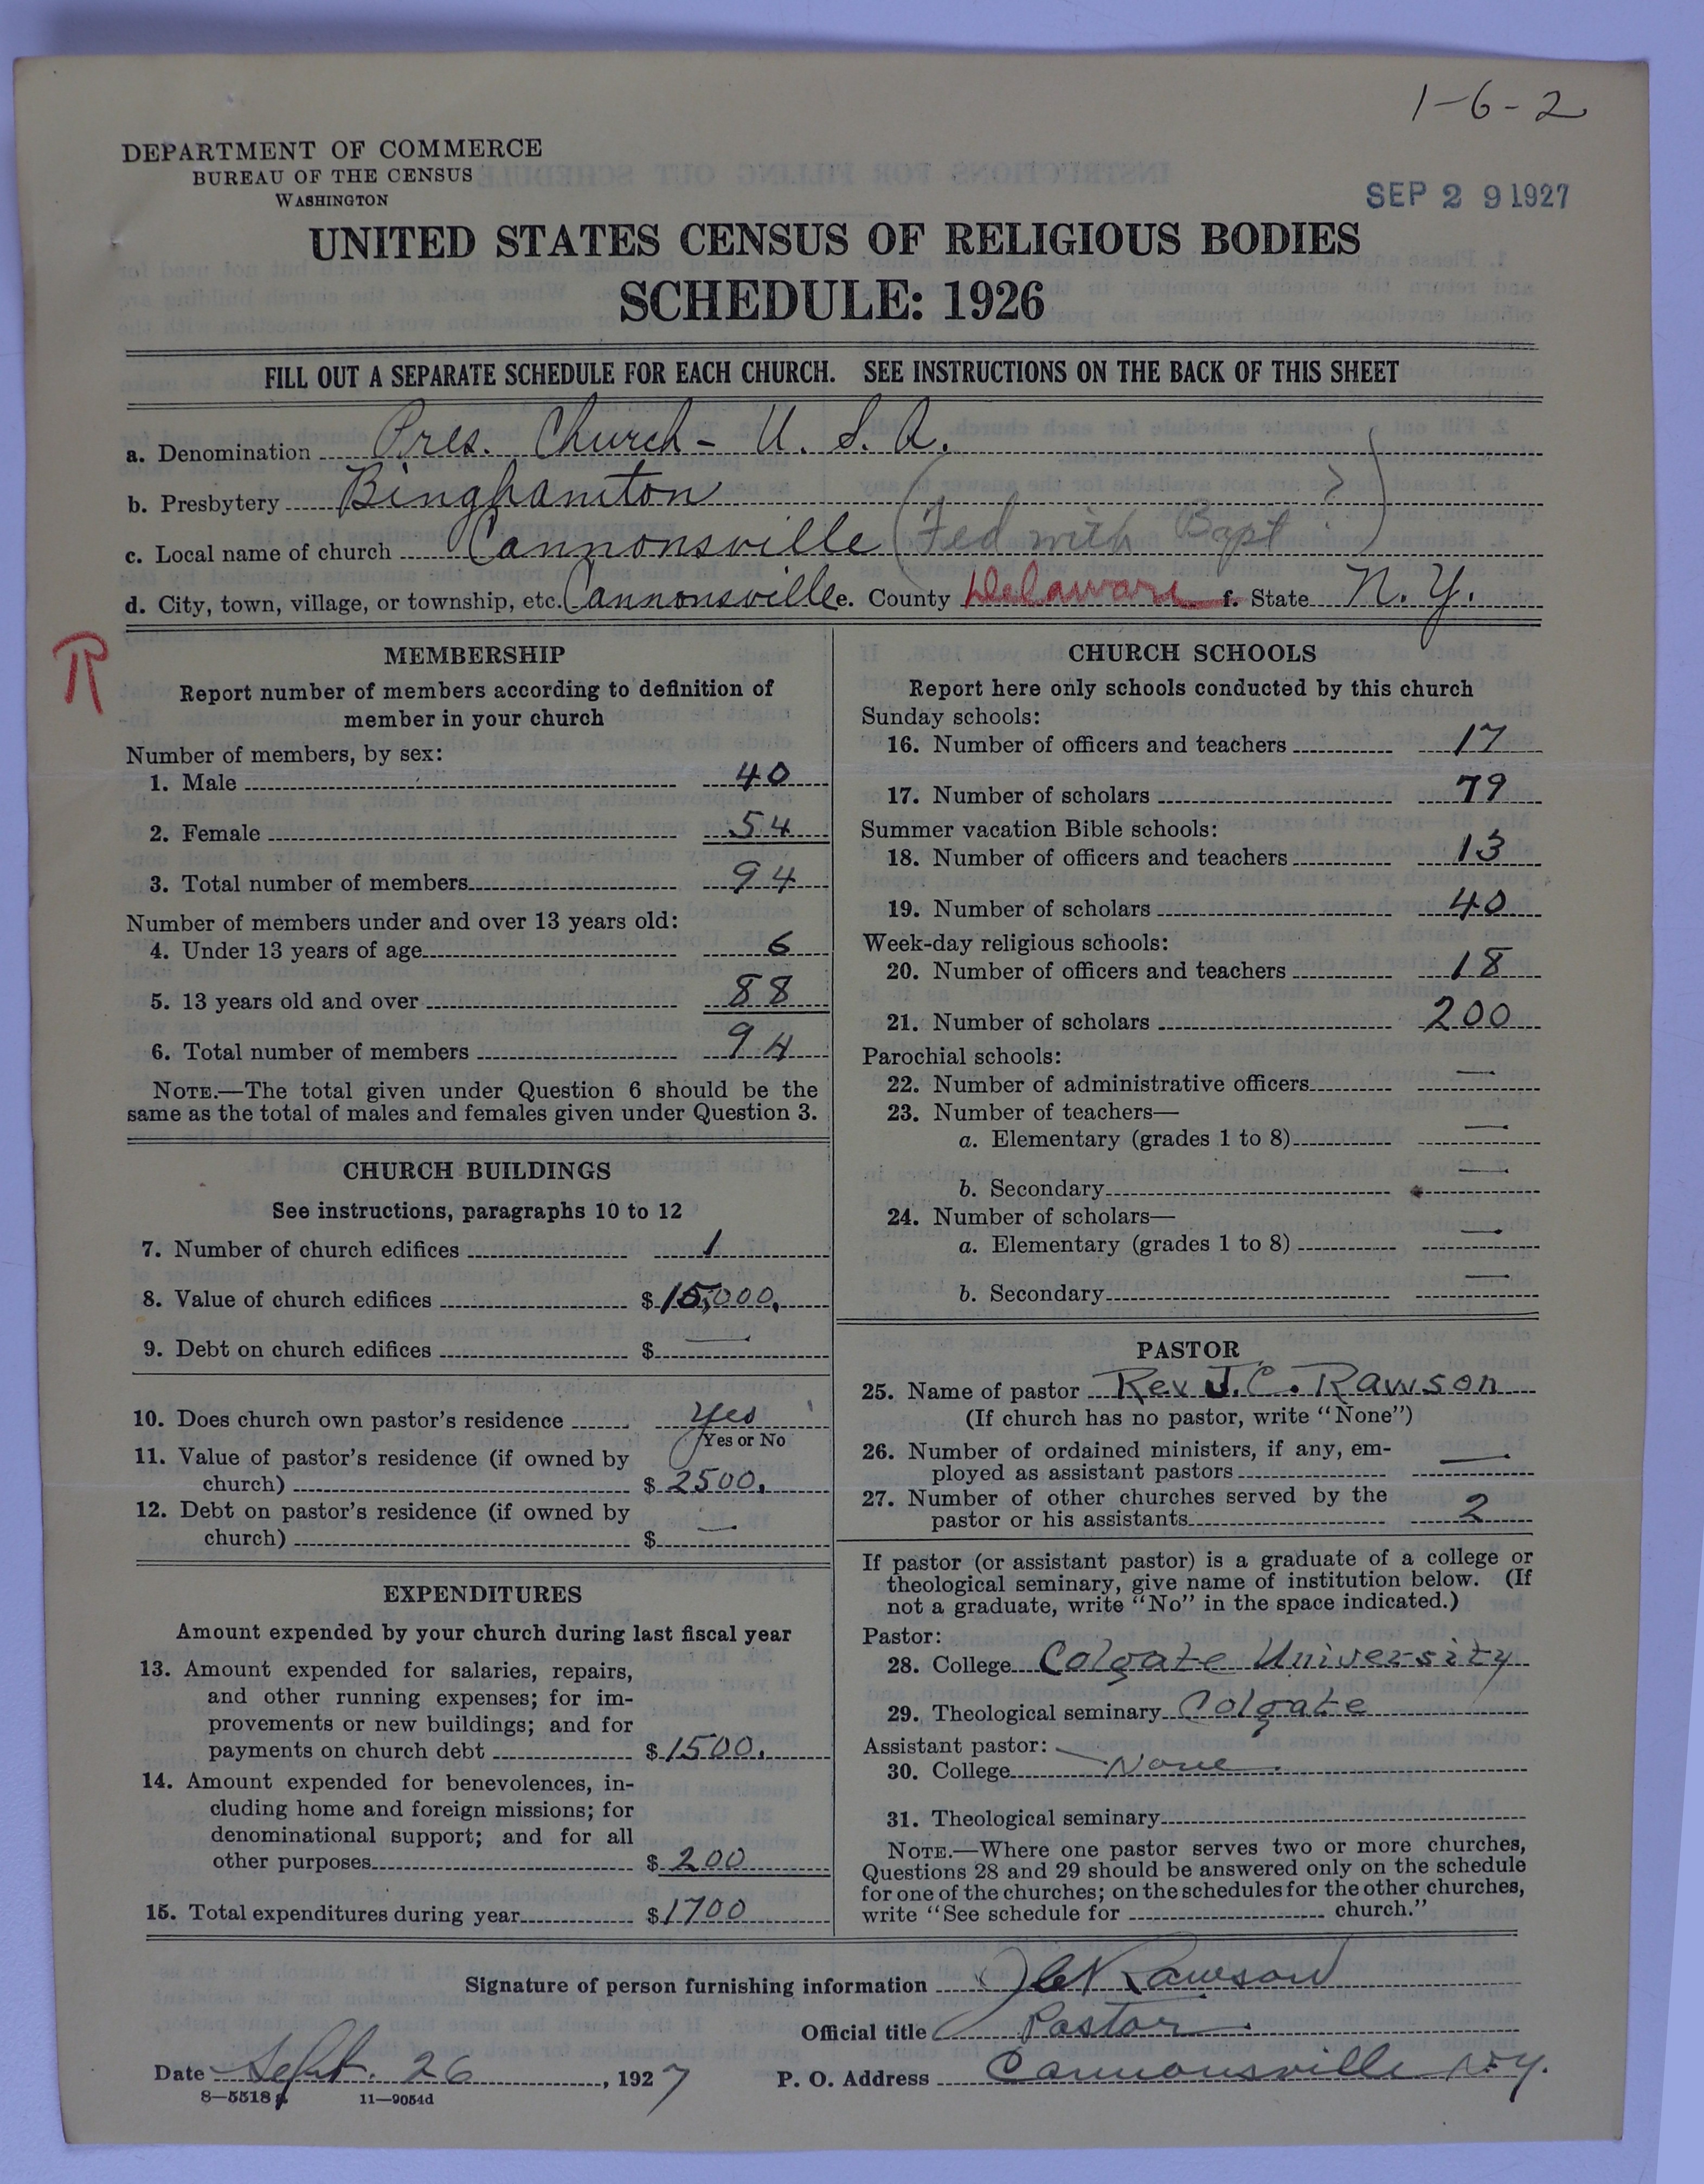 1-6-2
DEPARTMENT OF COMMERCE
BUREAU OF THE CENSUS
WASHINGTON
SEP 29 1927
UNITED STATES CENSUS OF RELIGIOUS BODIES
SCHEDULE: 1926
FILL OUT A SEPARATE SCHEDULE FOR EACH CHURCH. SEE INSTRUCTIONS ON THE BACK OF THIS SHEET
a. Denomination Pres. Church - U. S. A.
b. Presbytery Binghamton
c. Local name of church Cannonsville (Fed with Bapt ?)
d. City, town, village, or township, etc. Cannonsville e. County Delaware f. State N. Y.
R
MEMBERSHIP
Report number of members according to definition of
member in your church
Number of members, by sex:
1. Male 40
2. Female 54
3. Total number of members 94
Number of members under and over 13 years old:
4. Under 13 years of age 6
5. 13 years old and over 88
6. Total number of members 94
NOTE.—The total given under Question 6 should be the
same as the total of males and females given under Question 3.
CHURCH BUILDINGS
See instructions, paragraphs 10 to 12
7. Number of church edifices 1
8. Value of church edifices $ 15,000.
9. Debt on church edifices $ —
10. Does church own pastor's residence yes
Yes or No
11. Value of pastor's residence (if owned by
church) $ 2500.
12. Debt on pastor's residence (if owned by
church) $ —
EXPENDITURES
Amount expended by your church during last fiscal year
13. Amount expended for salaries, repairs,
and other running expenses; for im-
provements or new buildings; and for
payments on church debt $ 1500.
14. Amount expended for benevolences, in-
cluding home and foreign missions; for
denominational support; and for all
other purposes $ 200
15. Total expenditures during year $ 1700
CHURCH SCHOOLS
Report here only schools conducted by this church
Sunday schools:
16. Number of officers and teachers 17
17. Number of scholars 79
Summer vacation Bible schools:
18. Number of officers and teachers 13
19. Number of scholars 40
Week-day religious schools:
20. Number of officers and teachers 18
21. Number of scholars 200
Parochial schools:
22. Number of administrative officers —
23. Number of teachers—
a. Elementary (grades 1 to 8) —
b. Secondary —
24. Number of scholars—
a. Elementary (grades 1 to 8) —
b. Secondary —
PASTOR
25. Name of pastor Rev J. C. Rawson
(If church has no pastor, write "None")
26. Number of ordained ministers, if any, em-
ployed as assistant pastors —
27. Number of other churches served by the
pastor or his assistants 2
If pastor (or assistant pastor) is a graduate of a college or
theological seminary, give name of institution below. (If
not a graduate, write "No" in the space indicated.)
Pastor:
28. College Colgate University
29. Theological seminary Colgate
Assistant pastor:
30. College None
31. Theological seminary
NOTE.—Where one pastor serves two or more churches,
Questions 28 and 29 should be answered only on the schedule
for one of the churches; on the schedules for the other churches,
write "See schedule for church."
Signature of person furnishing information Rawson
Official title Pastor
Date Sept. 26, 1927 P. O. Address Cannonsville N.Y.
8—5518 11—9054d